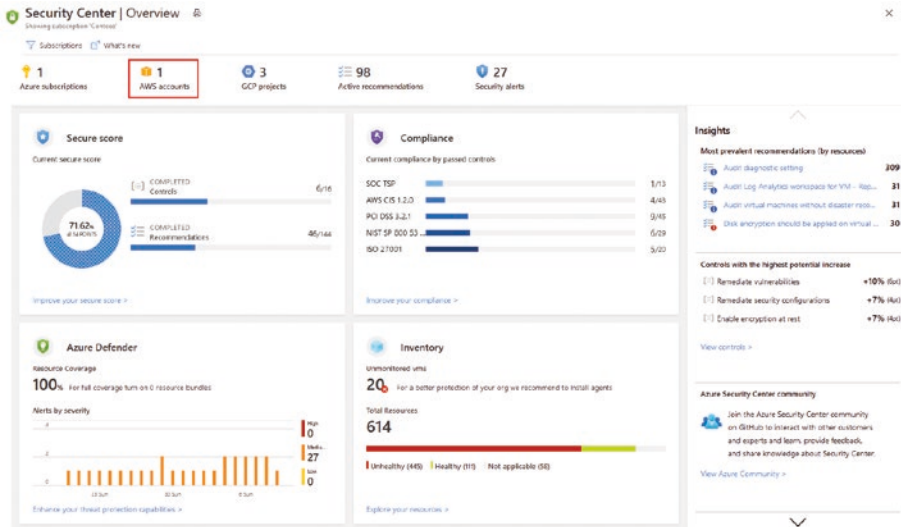 Security Center | Overview
Showing subscription 'Contoso'
Subscriptions What's new
1
Azure subscriptions
1
AWS accounts
3
GCP projects
98
Active recommendations
27
Security alerts
Secure score
Current secure score
71.62%
COMPLETED
Controls
6/16
COMPLETED
Recommendations
46/144
Improve your secure score >
Compliance
Current compliance by passed controls
SOC TSP 1/13
AWS CIS 1.2.0 4/43
PCI DSS 3.2.1 9/45
NIST SP 800 53 ... 6/29
ISO 27001 5/20
Improve your compliance >
Azure Defender
Resource Coverage
100% For full coverage turn on 0 resource bundles
Alerts by severity
High
0
Mediu...
27
Low
0
Enhance your threat protection capabilities >
Inventory
Unmonitored vms
20 For a better protection of your org we recommend to install agents
Total Resources
614
Unhealthy (445) Healthy (111) Not applicable (58)
Explore your resources >
Insights
Most prevalent recommendations (by resources)
Audit diagnostic setting 309
Audit Log Analytics workspace for VM - Rep... 31
Audit virtual machines without disaster reco... 31
Disk encryption should be applied on virtual ... 30
Controls with the highest potential increase
Remediate vulnerabilities +10%
Remediate security configurations +7%
Enable encryption at rest +7%
View controls >
Azure Security Center community
Join the Azure Security Center community
on GitHub to interact with other customers
and experts and learn, provide feedback,
and share knowledge about Security Center.
View Azure Community >